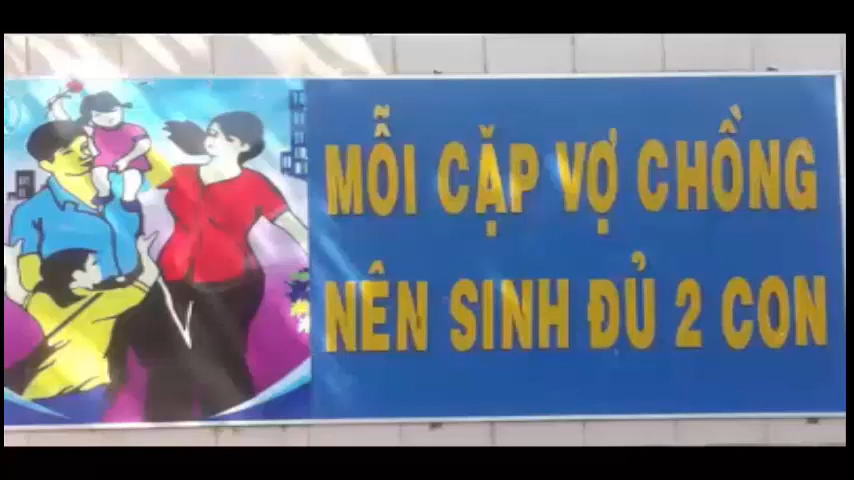 MỖI CẶP VỢ CHỒNG
NÊN SINH ĐỦ 2 CON